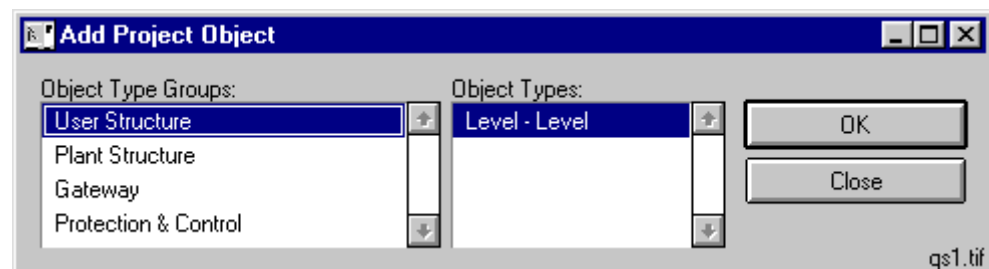 Add Project Object
Object Type Groups:
User Structure
Plant Structure
Gateway
Protection & Control
Object Types:
Level - Level
OK
Close
qs1.tif